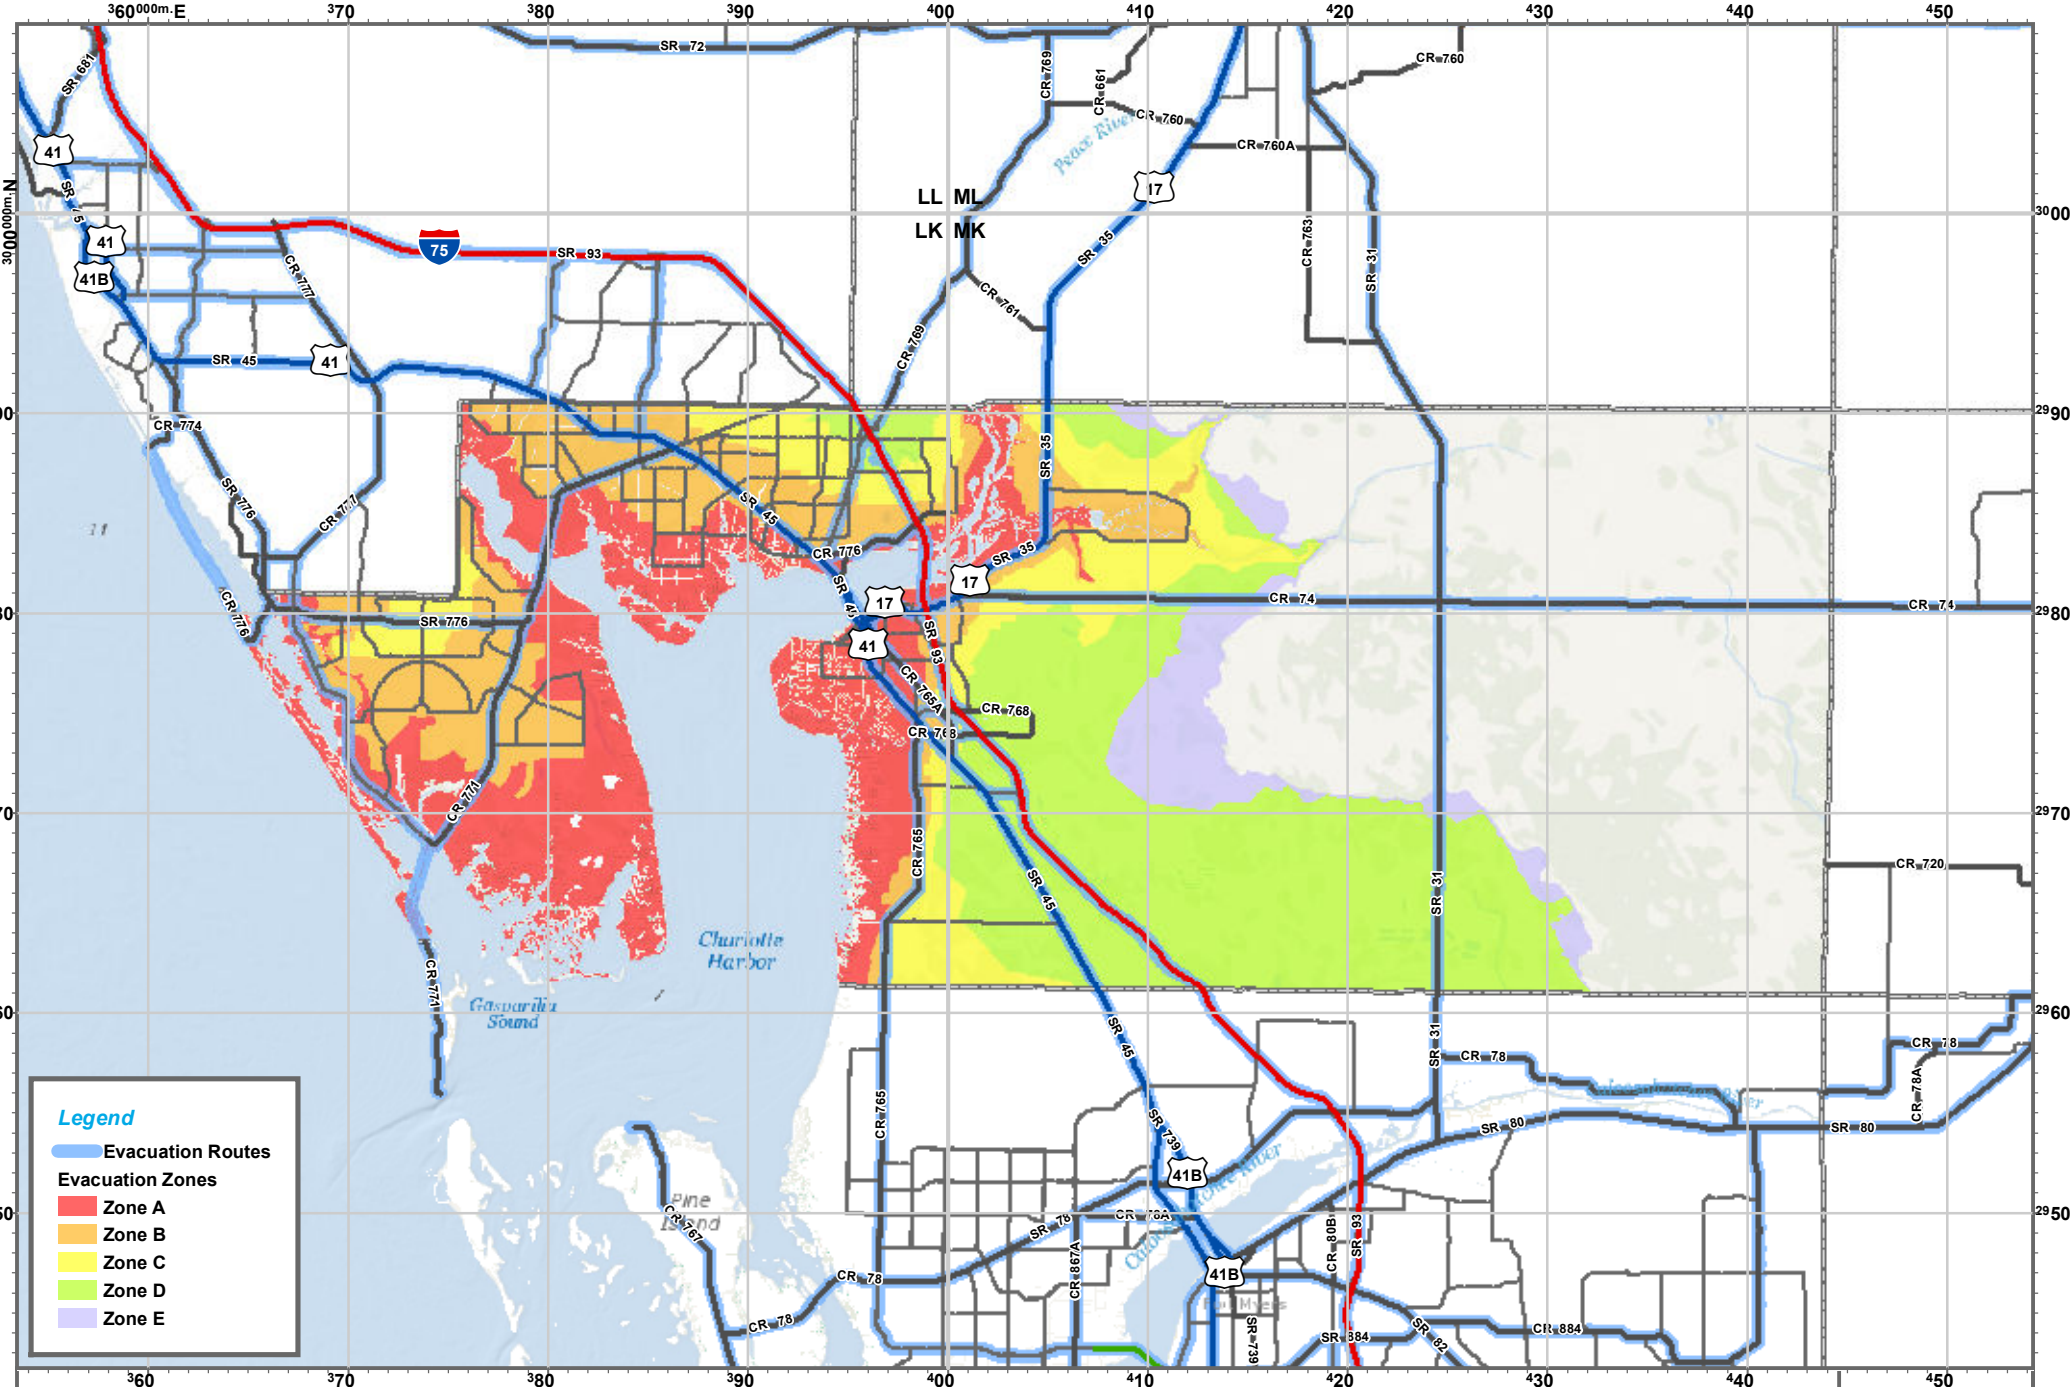 360000m.E
370
380
390
400
410
420
430
440
450
SR 681
SR 72
CR 769
CR 661
CR 760
CR 760
CR 760A
Peace River
41
SR 45
17
LL ML
LK MK
3000000m.N
3000
41
41B
75
SR 93
CR 777
CR 761
SR 35
CR 763
SR 31
CR 769
SR 45
41
CR 774
2990
SR 776
CR 777
SR 35
SR 45
CR 776
SR 35
17
17
CR 74
CR 74
2980
CR 776
SR 776
SR 45
41
SR 93
CR 765A
CR 768
CR 768
CR 771
2970
CR 765
SR 45
SR 31
CR 720
Charlotte
Harbor
CR 771
Gasparilla
Sound
2960
SR 45
SR 31
CR 78
CR 78
CR 78A
CR 765
SR 739
SR 80
SR 80
41B
Pine
Island
CR 767
SR 78
CR 78A
2950
CR 867A
CR 80B
SR 93
CR 78
41B
Fort Myers
CR 78
SR 739
SR 884
SR 82
CR 884
Legend
Evacuation Routes
Evacuation Zones
Zone A
Zone B
Zone C
Zone D
Zone E
360
370
380
390
400
410
420
430
440
450